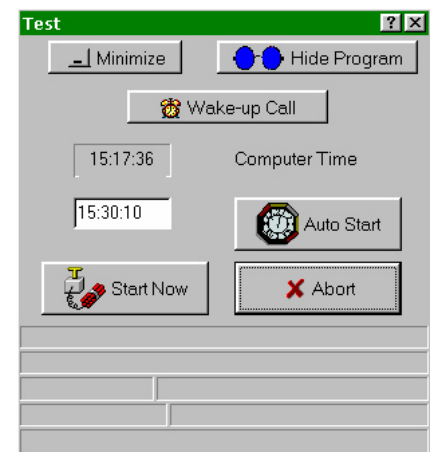 Test
Minimize
Hide Program
Wake-up Call
15:17:36 Computer Time
15:30:10
Auto Start
Start Now
Abort